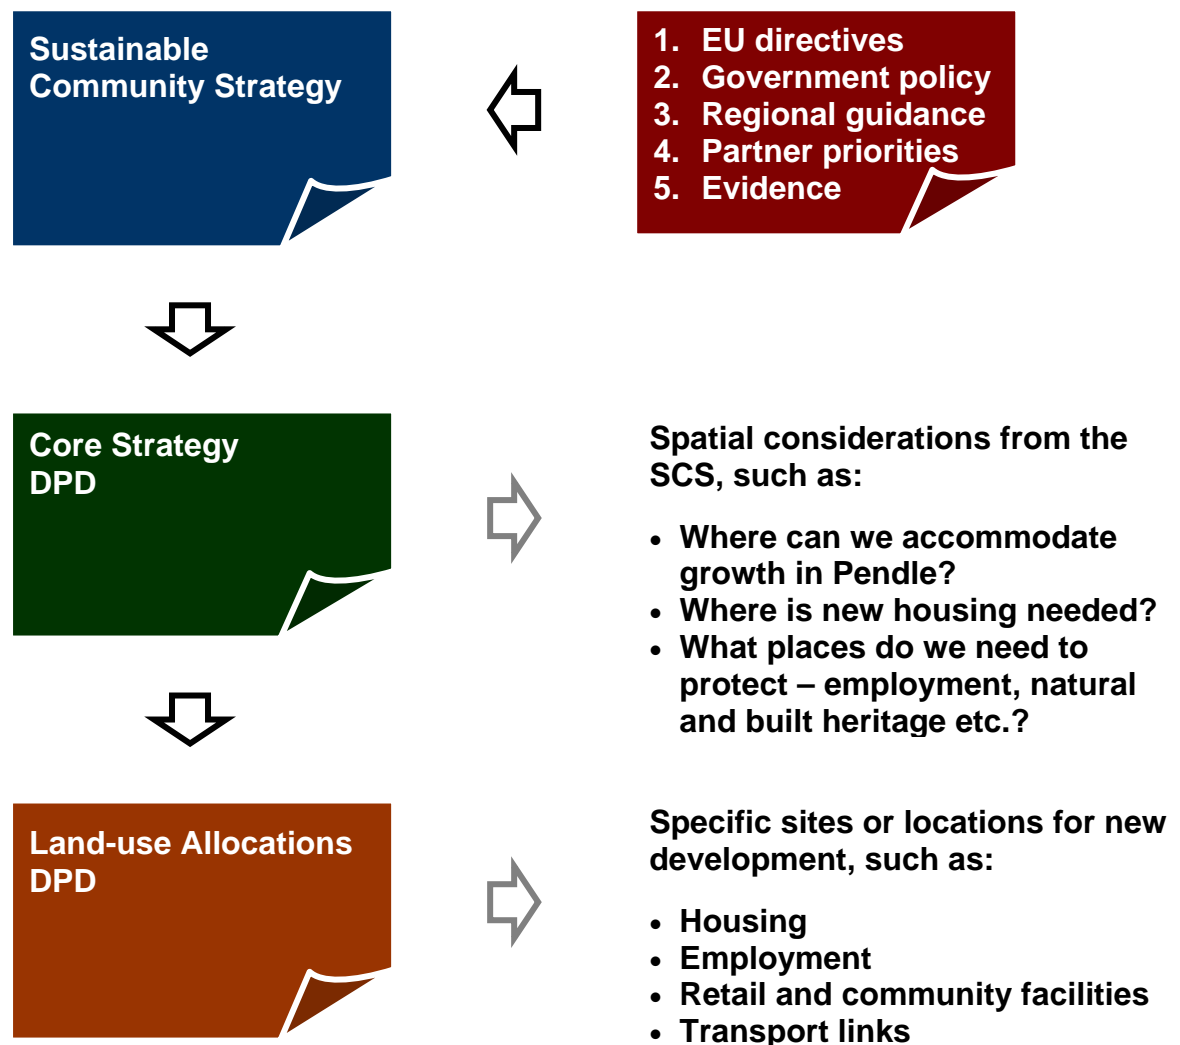 Sustainable
Community Strategy
1. EU directives
2. Government policy
3. Regional guidance
4. Partner priorities
5. Evidence
Core Strategy
DPD
Spatial considerations from the
SCS, such as:
• Where can we accommodate
growth in Pendle?
• Where is new housing needed?
• What places do we need to
protect – employment, natural
and built heritage etc.?
Land-use Allocations
DPD
Specific sites or locations for new
development, such as:
• Housing
• Employment
• Retail and community facilities
• Transport links